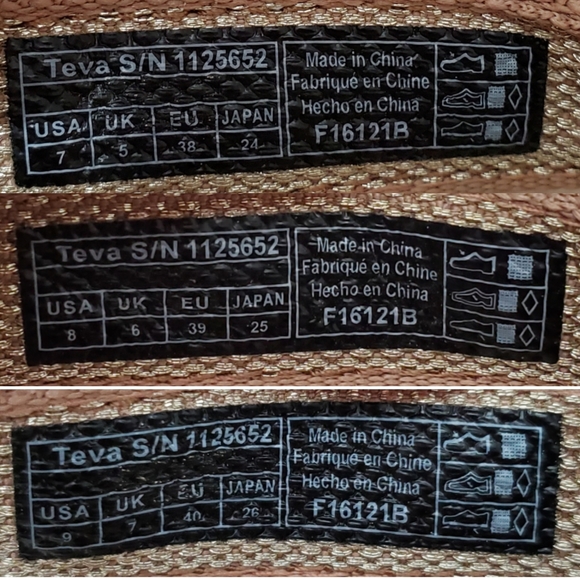 Teva S/N 1125652
USA UK EU JAPAN
7 5 38 24
Made in China
Fabriqué en Chine
Hecho en China
F16121B
Teva S/N 1125652
USA UK EU JAPAN
8 6 39 25
Made in China
Fabriqué en Chine
Hecho en China
F16121B
Teva S/N 1125652
USA UK EU JAPAN
9 7 40 26
Made in China
Fabriqué en Chine
Hecho en China
F16121B